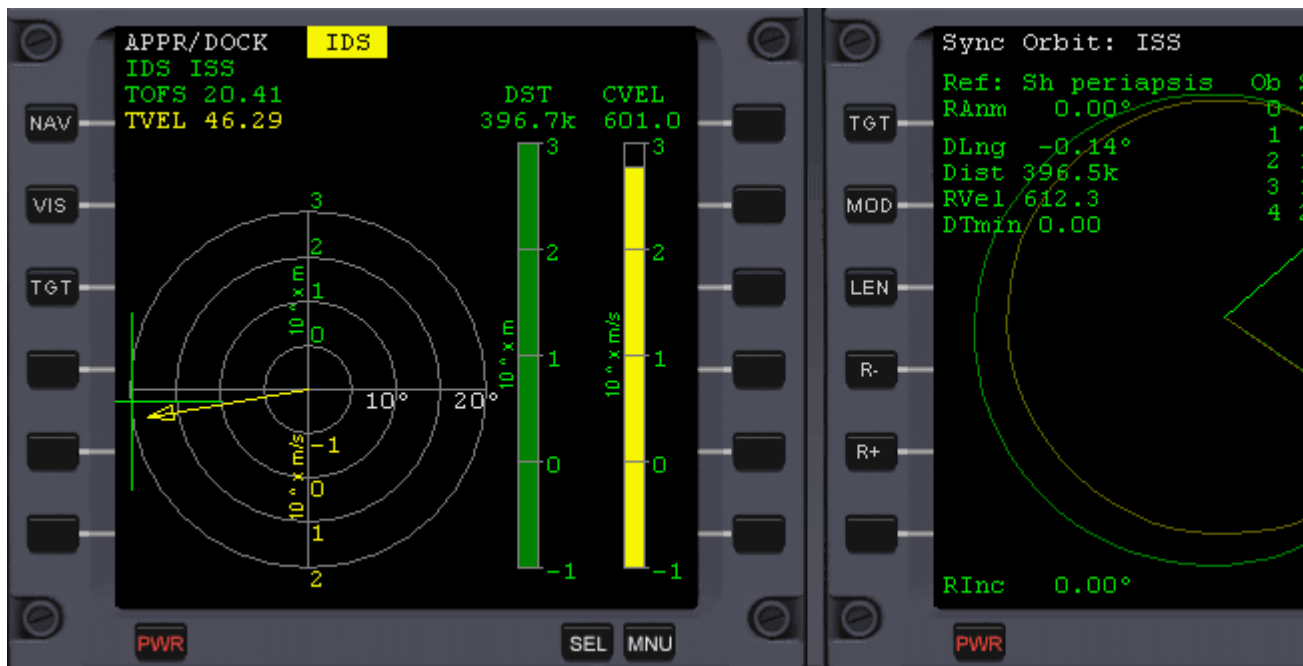 APPR/DOCK IDS
IDS ISS
TOFS 20.41
TVEL 46.29
DST
396.7k
CVEL
601.0
NAV
VIS
TGT
3
2
1
0
10^x m
10° 20°
-1
0
1
2
10^x m/s
10^x m
3
2
1
0
-1
10^x m/s
3
2
1
0
-1
PWR
SEL MNU
Sync Orbit: ISS
Ref: Sh periapsis Ob
RAnm 0.00° 0
DLng -0.14° 1
Dist 396.5k 2
RVel 612.3 3
DTmin 0.00 4
TGT
MOD
LEN
R-
R+
RInc 0.00°
PWR